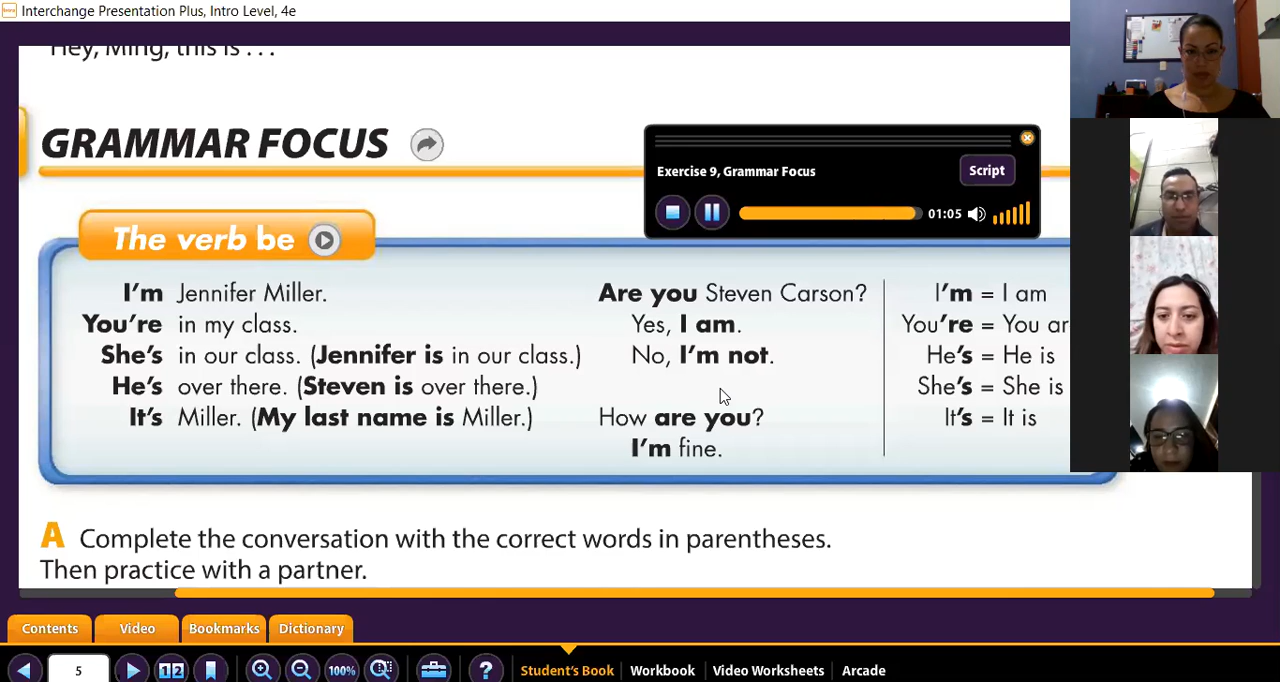 Interchange Presentation Plus, Intro Level, 4e
Hey, Ming, this is . . .
GRAMMAR FOCUS
Exercise 9, Grammar Focus
Script
01:05
The verb be
I'm Jennifer Miller.
You're in my class.
She's in our class. (Jennifer is in our class.)
He's over there. (Steven is over there.)
It's Miller. (My last name is Miller.)
Are you Steven Carson?
Yes, I am.
No, I'm not.
How are you?
I'm fine.
I'm = I am
You're = You ar
He's = He is
She's = She is
It's = It is
A Complete the conversation with the correct words in parentheses.
Then practice with a partner.
Contents Video Bookmarks Dictionary
5 1 2 100% ? Student's Book Workbook Video Worksheets Arcade